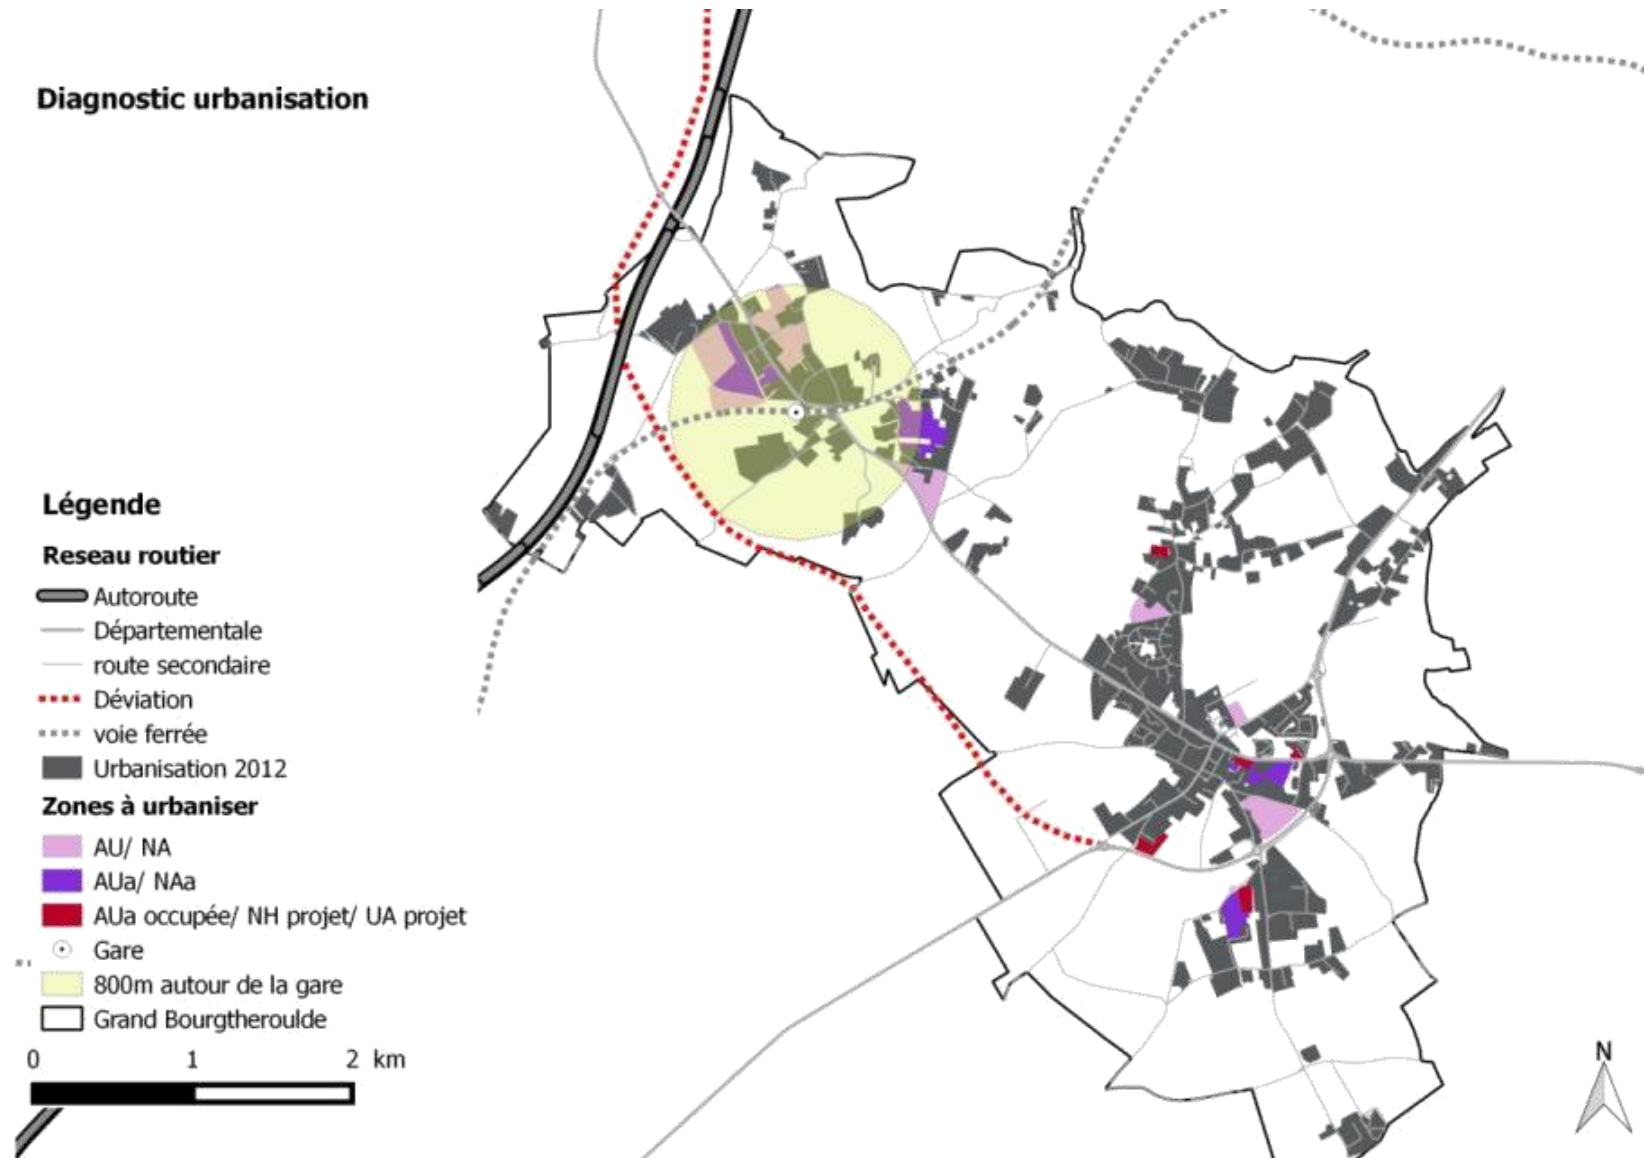 Diagnostic urbanisation
Légende
Reseau routier
Autoroute
Départementale
route secondaire
Déviation
voie ferrée
Urbanisation 2012
Zones à urbaniser
AU/ NA
AUa/ NAa
AUa occupée/ NH projet/ UA projet
Gare
800m autour de la gare
Grand Bourgtheroulde
0 1 2 km
N